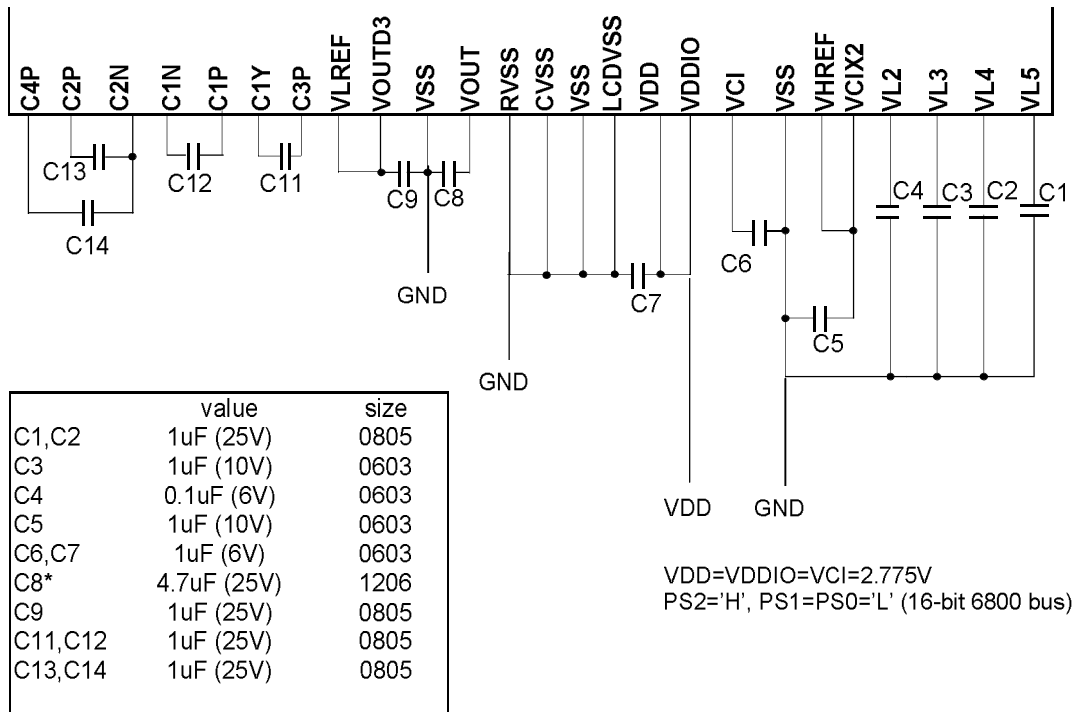 C4P C2P C2N C1N C1P C1Y C3P VLREF VOUTD3 VSS VOUT RVSS CVSS VSS LCDVSS VDD VDDIO VCI VSS VHREF VCIX2 VL2 VL3 VL4 VL5
C13
C12
C11
C9
C8
C4
C3
C2
C1
C14
C6
GND
C7
C5
GND
VDD
GND
value size
C1,C2 1uF (25V) 0805
C3 1uF (10V) 0603
C4 0.1uF (6V) 0603
C5 1uF (10V) 0603
C6,C7 1uF (6V) 0603
C8* 4.7uF (25V) 1206
C9 1uF (25V) 0805
C11,C12 1uF (25V) 0805
C13,C14 1uF (25V) 0805
VDD=VDDIO=VCI=2.775V
PS2='H', PS1=PS0='L' (16-bit 6800 bus)